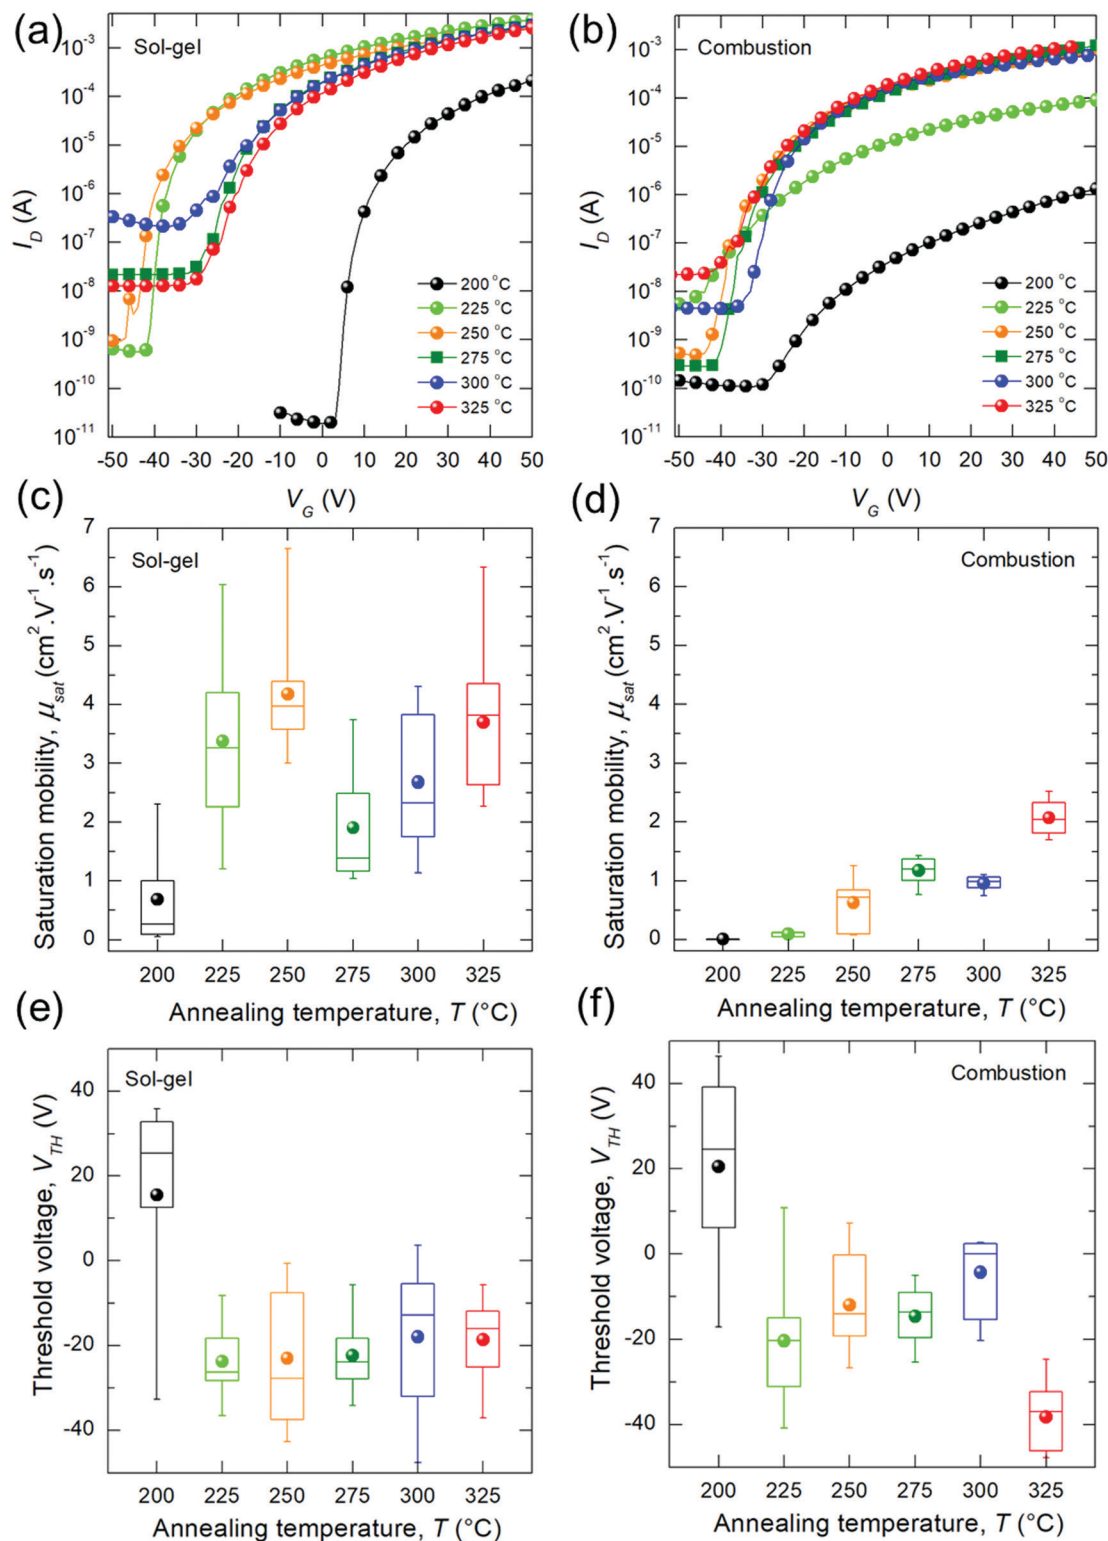 (a)
Sol-gel
I_D (A)
10⁻³
10⁻⁴
10⁻⁵
10⁻⁶
10⁻⁷
10⁻⁸
10⁻⁹
10⁻¹⁰
10⁻¹¹
200 °C
225 °C
250 °C
275 °C
300 °C
325 °C
-50 -40 -30 -20 -10 0 10 20 30 40 50
V_G (V)
(b)
Combustion
I_D (A)
10⁻³
10⁻⁴
10⁻⁵
10⁻⁶
10⁻⁷
10⁻⁸
10⁻⁹
10⁻¹⁰
10⁻¹¹
200 °C
225 °C
250 °C
275 °C
300 °C
325 °C
-50 -40 -30 -20 -10 0 10 20 30 40 50
V_G (V)
(c)
Sol-gel
Saturation mobility, μ_sat (cm².V⁻¹.s⁻¹)
7
6
5
4
3
2
1
0
200 225 250 275 300 325
Annealing temperature, T (°C)
(d)
Combustion
Saturation mobility, μ_sat (cm².V⁻¹.s⁻¹)
7
6
5
4
3
2
1
0
200 225 250 275 300 325
Annealing temperature, T (°C)
(e)
Sol-gel
Threshold voltage, V_TH (V)
40
20
0
-20
-40
200 225 250 275 300 325
Annealing temperature, T (°C)
(f)
Combustion
Threshold voltage, V_TH (V)
40
20
0
-20
-40
200 225 250 275 300 325
Annealing temperature, T (°C)